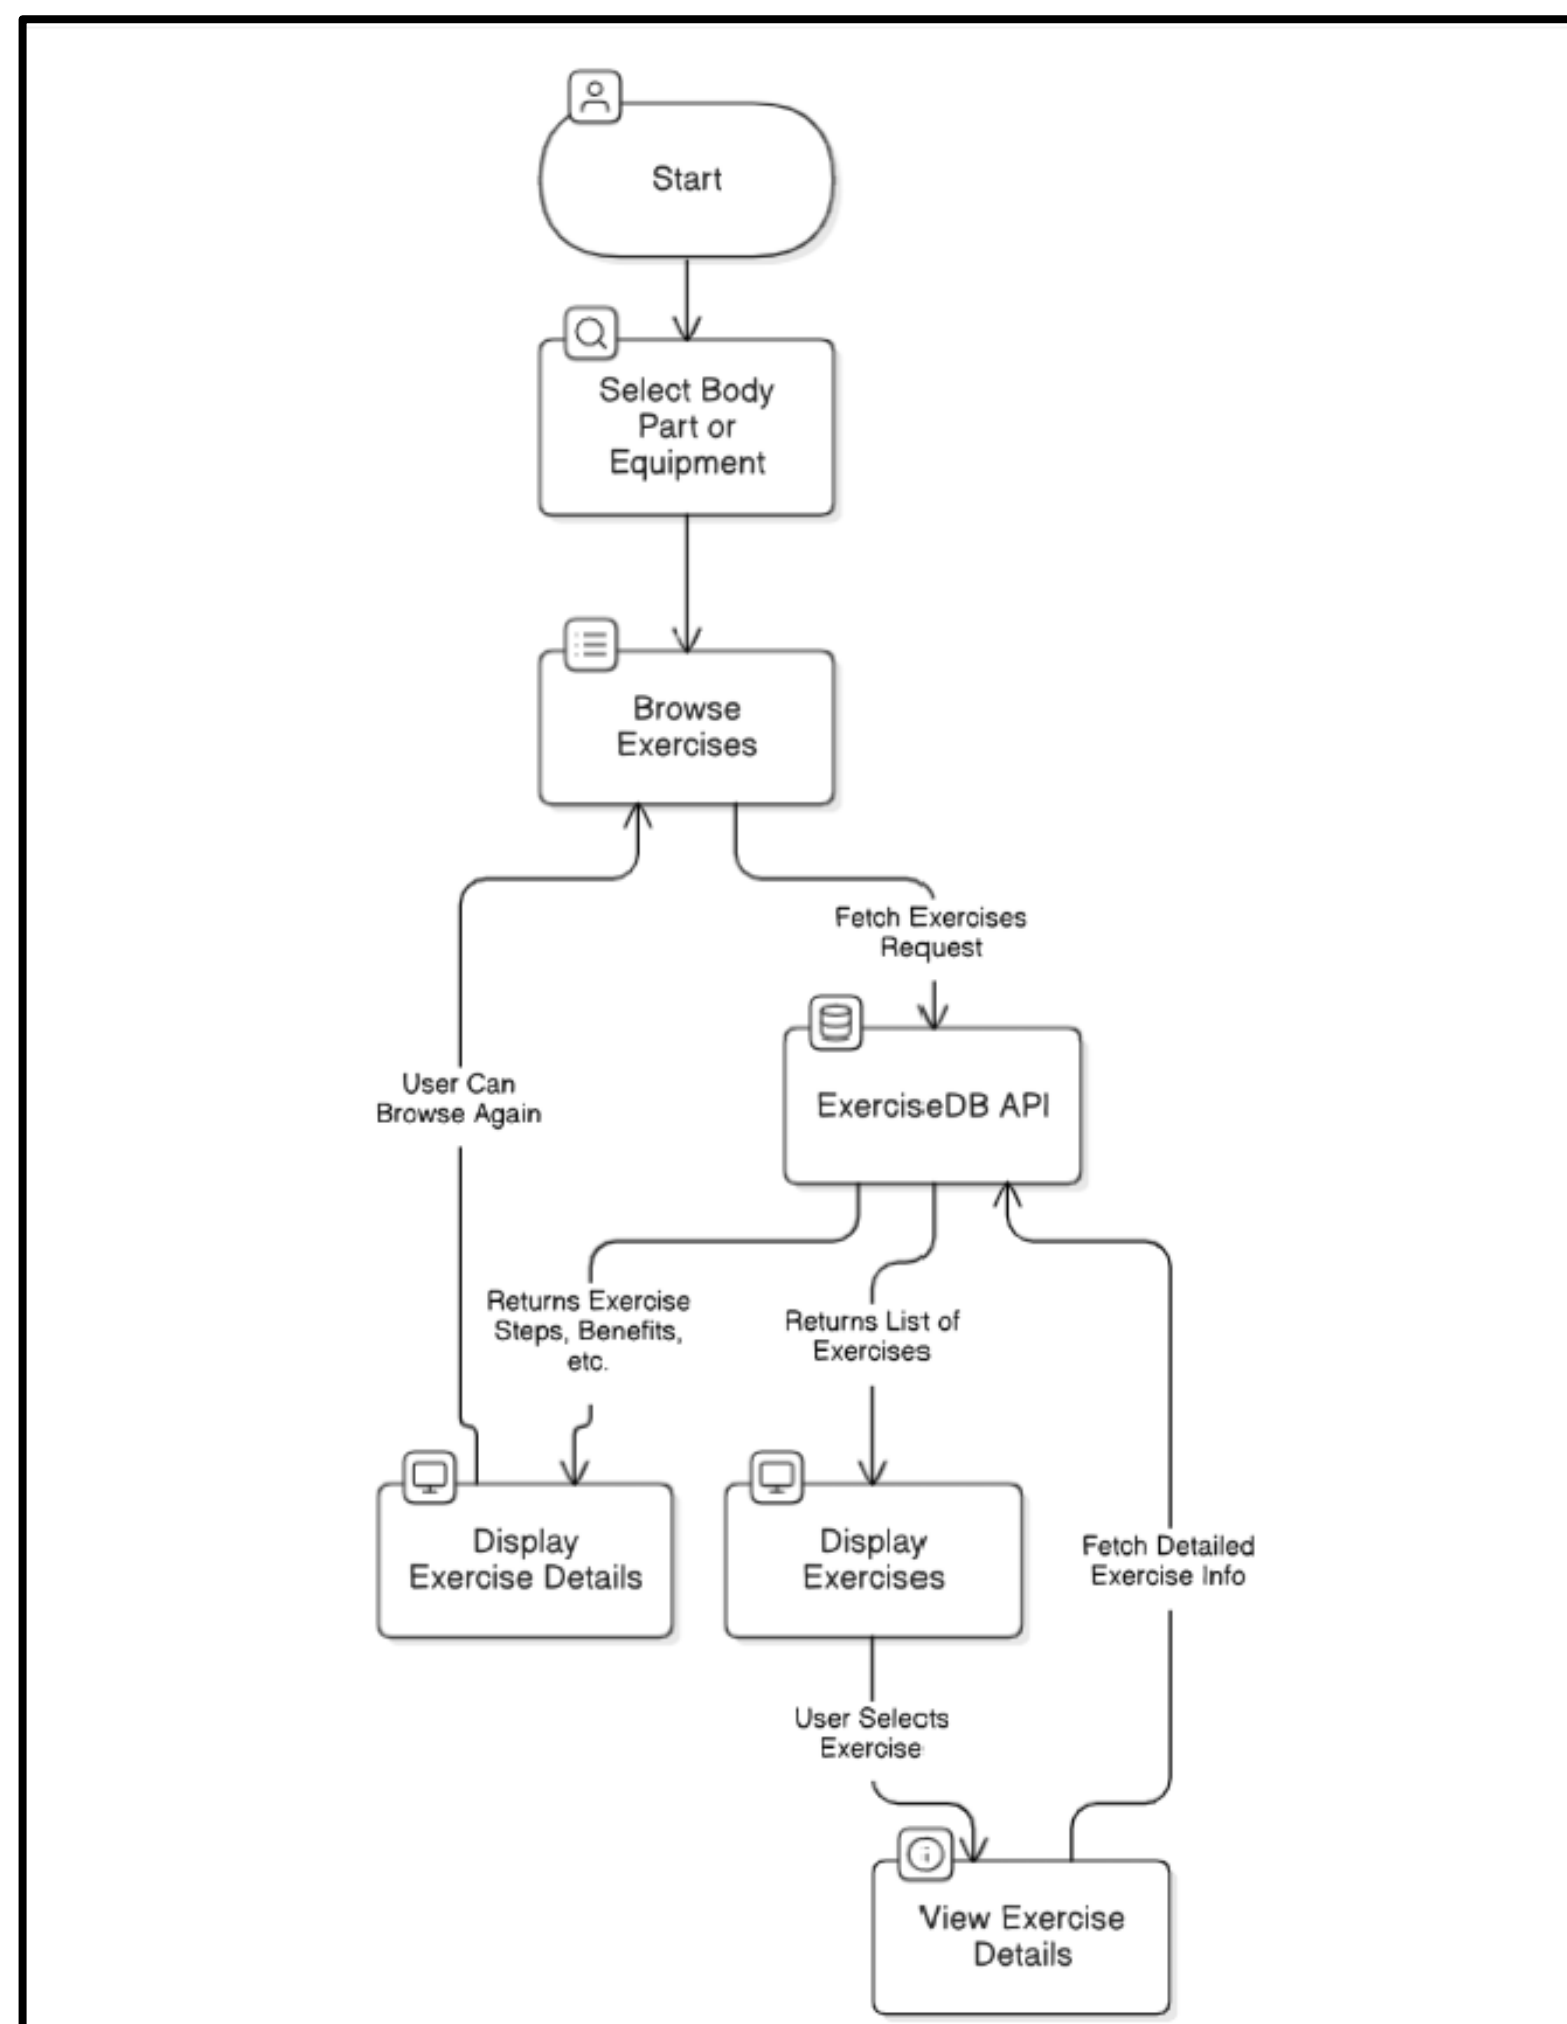 Start
Select Body
Part or
Equipment
Browse
Exercises
Fetch Exercises
Request
ExerciseDB API
User Can
Browse Again
Returns Exercise
Steps, Benefits,
etc.
Returns List of
Exercises
Display
Exercise Details
Display
Exercises
Fetch Detailed
Exercise Info
User Selects
Exercise
View Exercise
Details